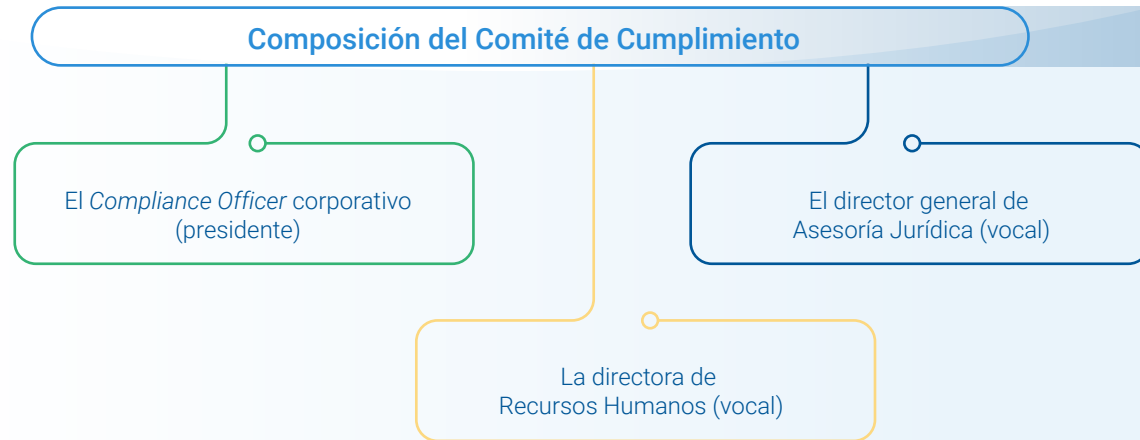 Composición del Comité de Cumplimiento
El Compliance Officer corporativo
(presidente)
El director general de
Asesoría Jurídica (vocal)
La directora de
Recursos Humanos (vocal)